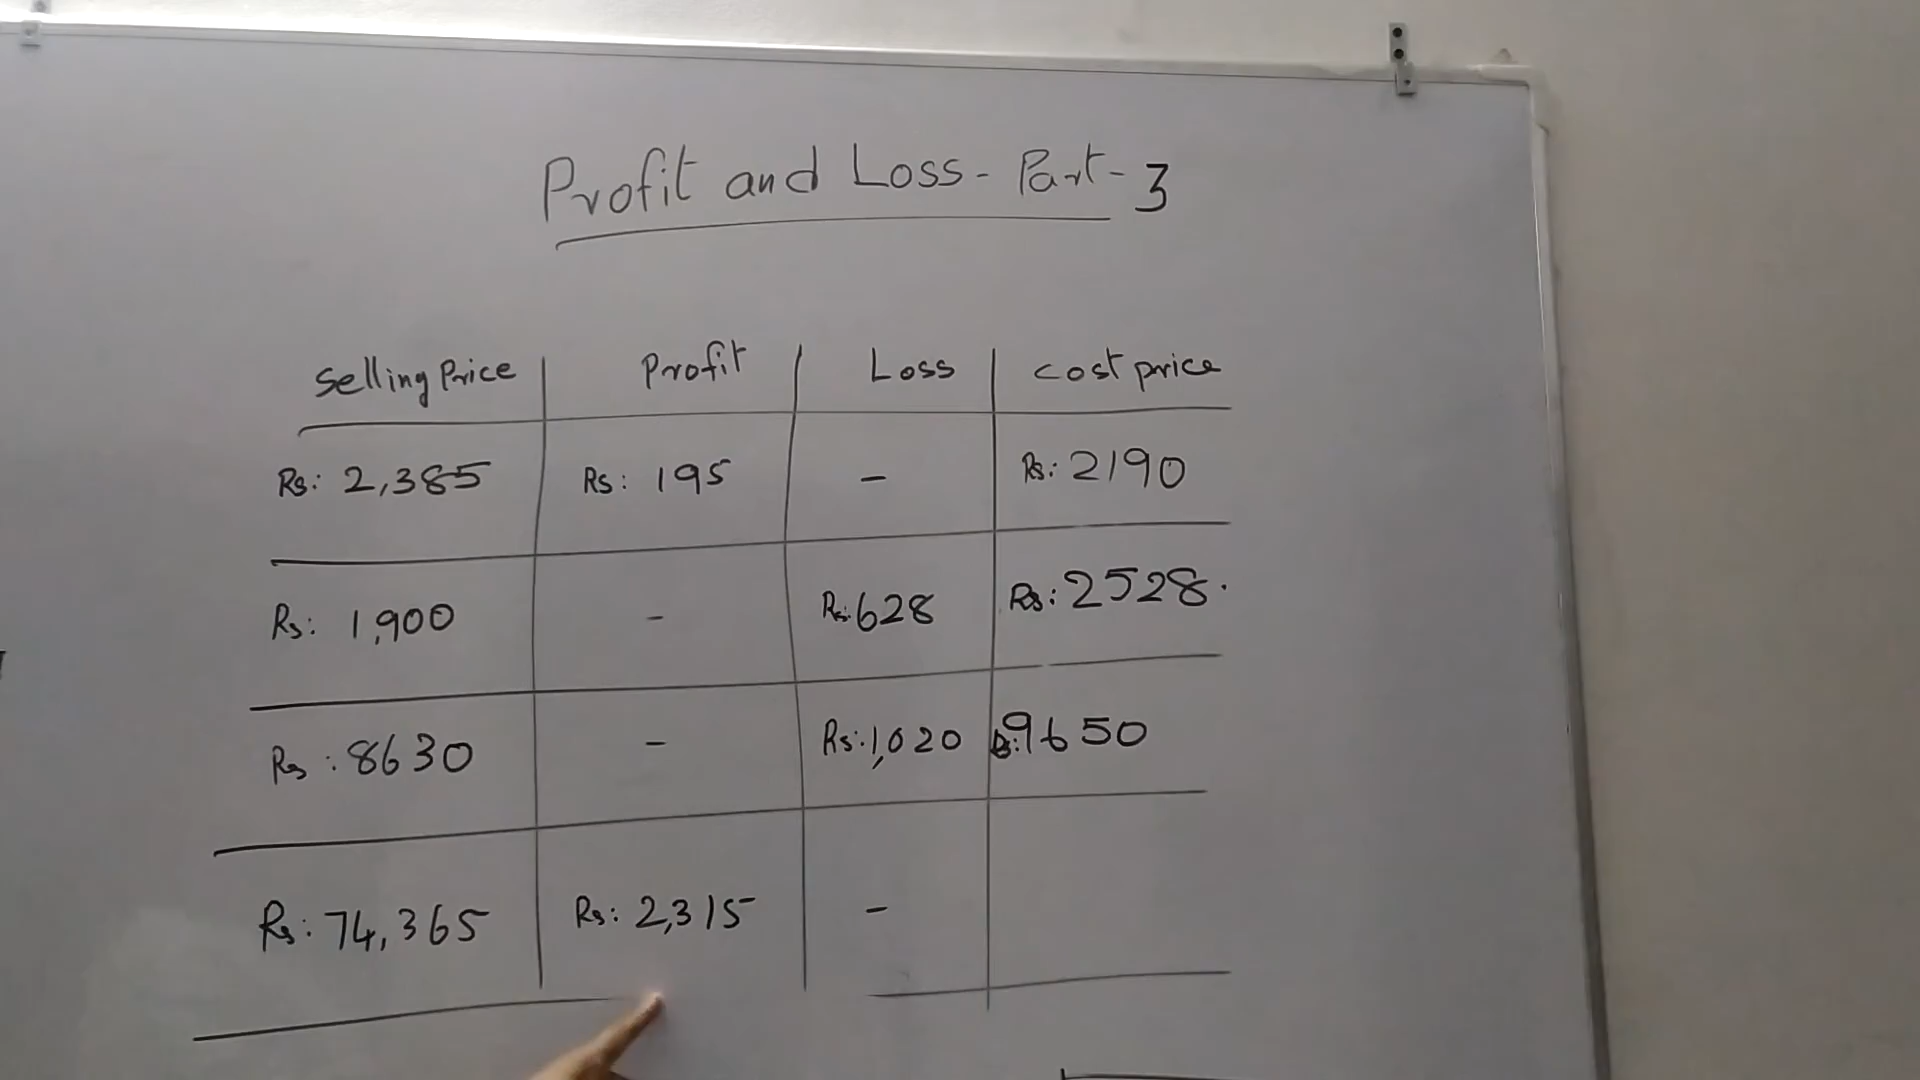 Profit and Loss - Part - 3
Selling Price Profit Loss Cost price
Rs: 2,385 Rs: 195 - Rs: 2190
Rs: 1,900 - Rs: 628 Rs: 2528.
Rs: 8630 - Rs: 1,020 Rs: 9650
Rs: 74,365 Rs: 2,315 -